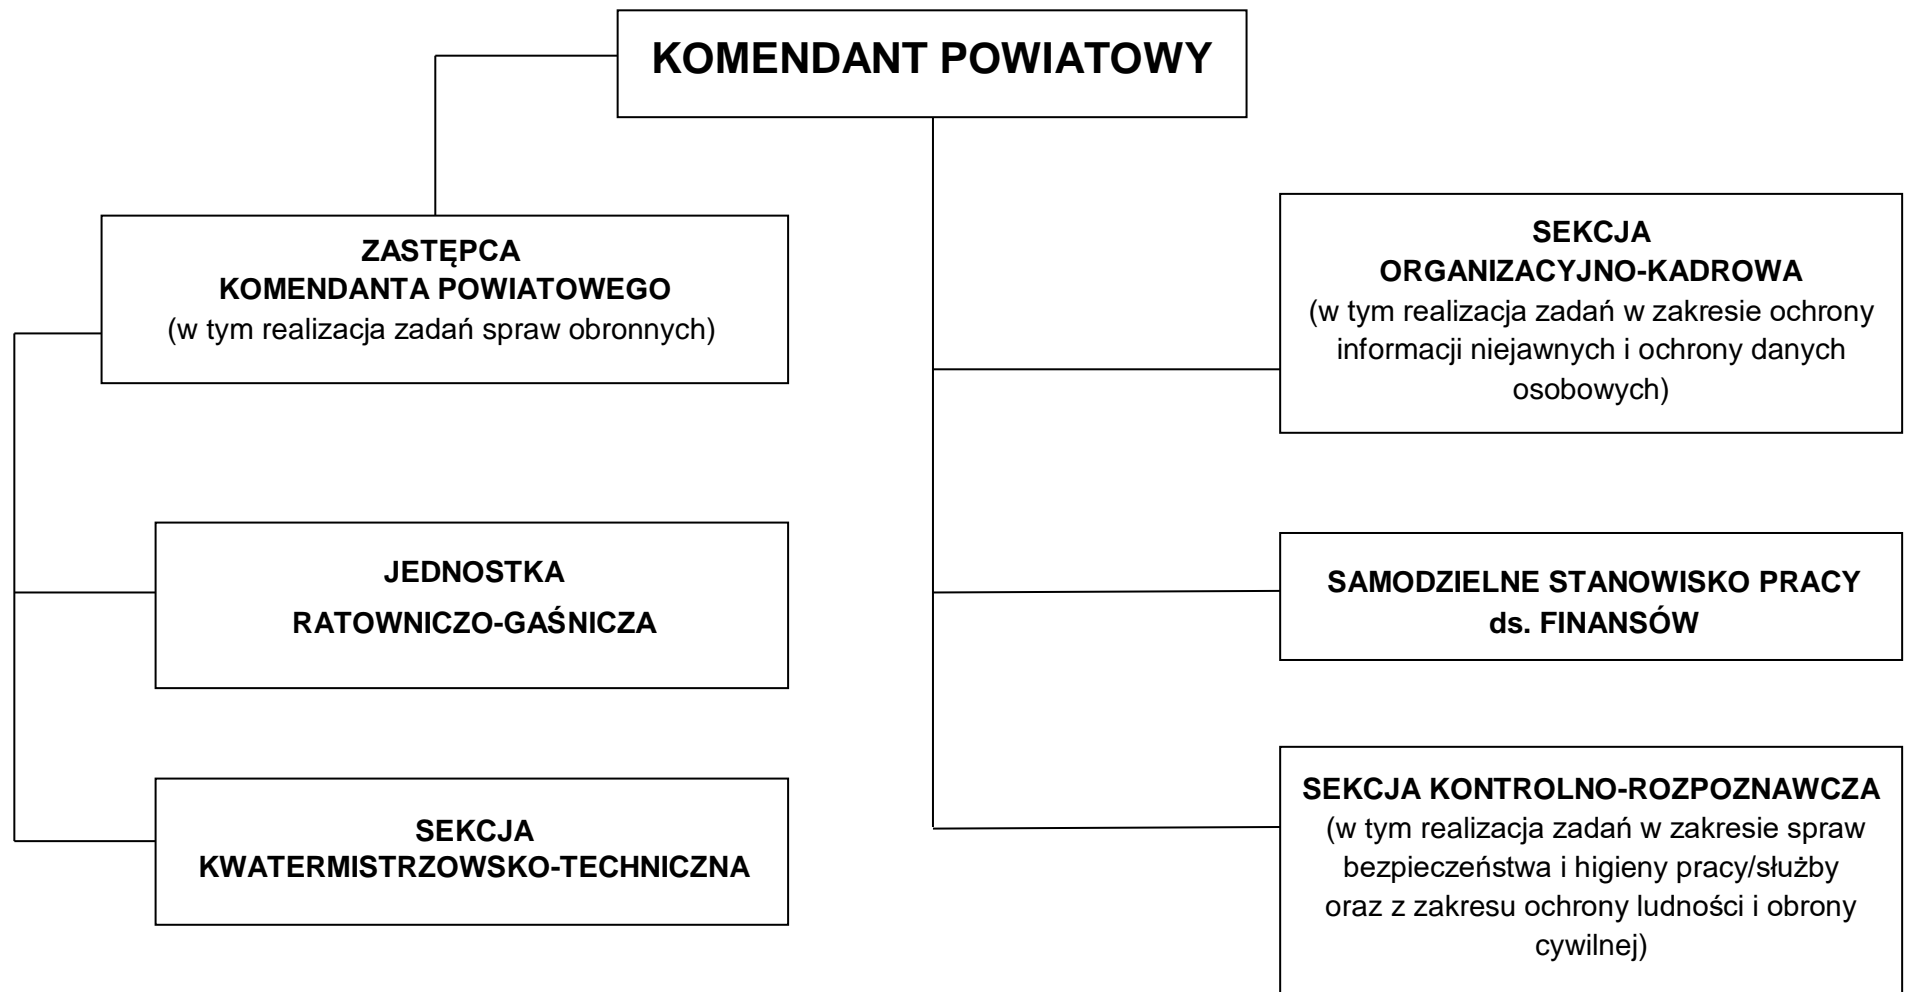 KOMENDANT POWIATOWY
ZASTĘPCA
KOMENDANTA POWIATOWEGO
(w tym realizacja zadań spraw obronnych)
JEDNOSTKA
RATOWNICZO-GAŚNICZA
SEKCJA
KWATERMISTRZOWSKO-TECHNICZNA
SEKCJA
ORGANIZACYJNO-KADROWA
(w tym realizacja zadań w zakresie ochrony
informacji niejawnych i ochrony danych
osobowych)
SAMODZIELNE STANOWISKO PRACY
ds. FINANSÓW
SEKCJA KONTROLNO-ROZPOZNAWCZA
(w tym realizacja zadań w zakresie spraw
bezpieczeństwa i higieny pracy/służby
oraz z zakresu ochrony ludności i obrony
cywilnej)